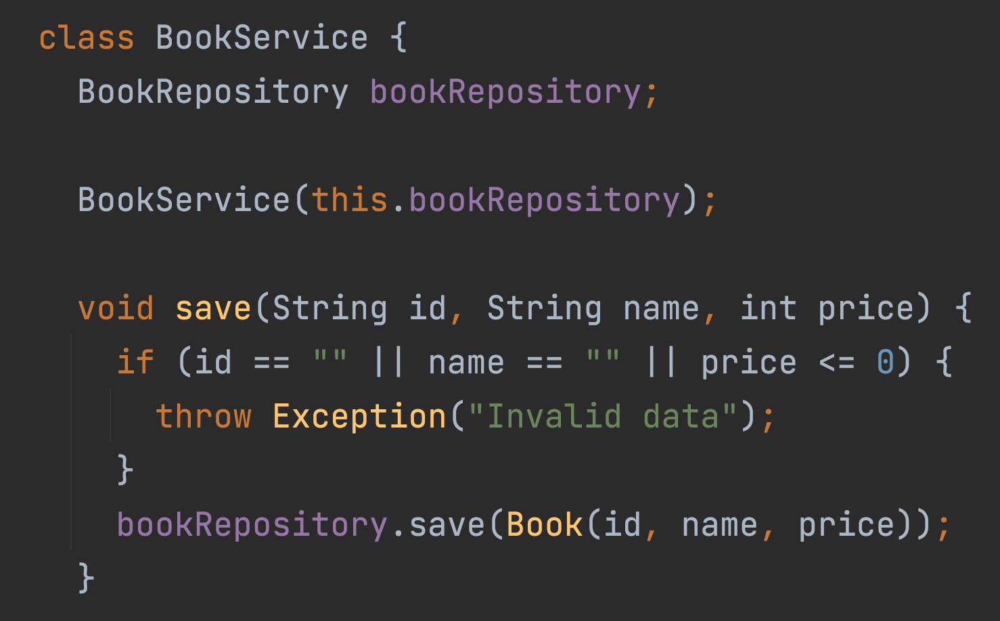 class BookService {
  BookRepository bookRepository;
  BookService(this.bookRepository);
  void save(String id, String name, int price) {
    if (id == "" || name == "" || price <= 0) {
      throw Exception("Invalid data");
    }
    bookRepository.save(Book(id, name, price));
  }